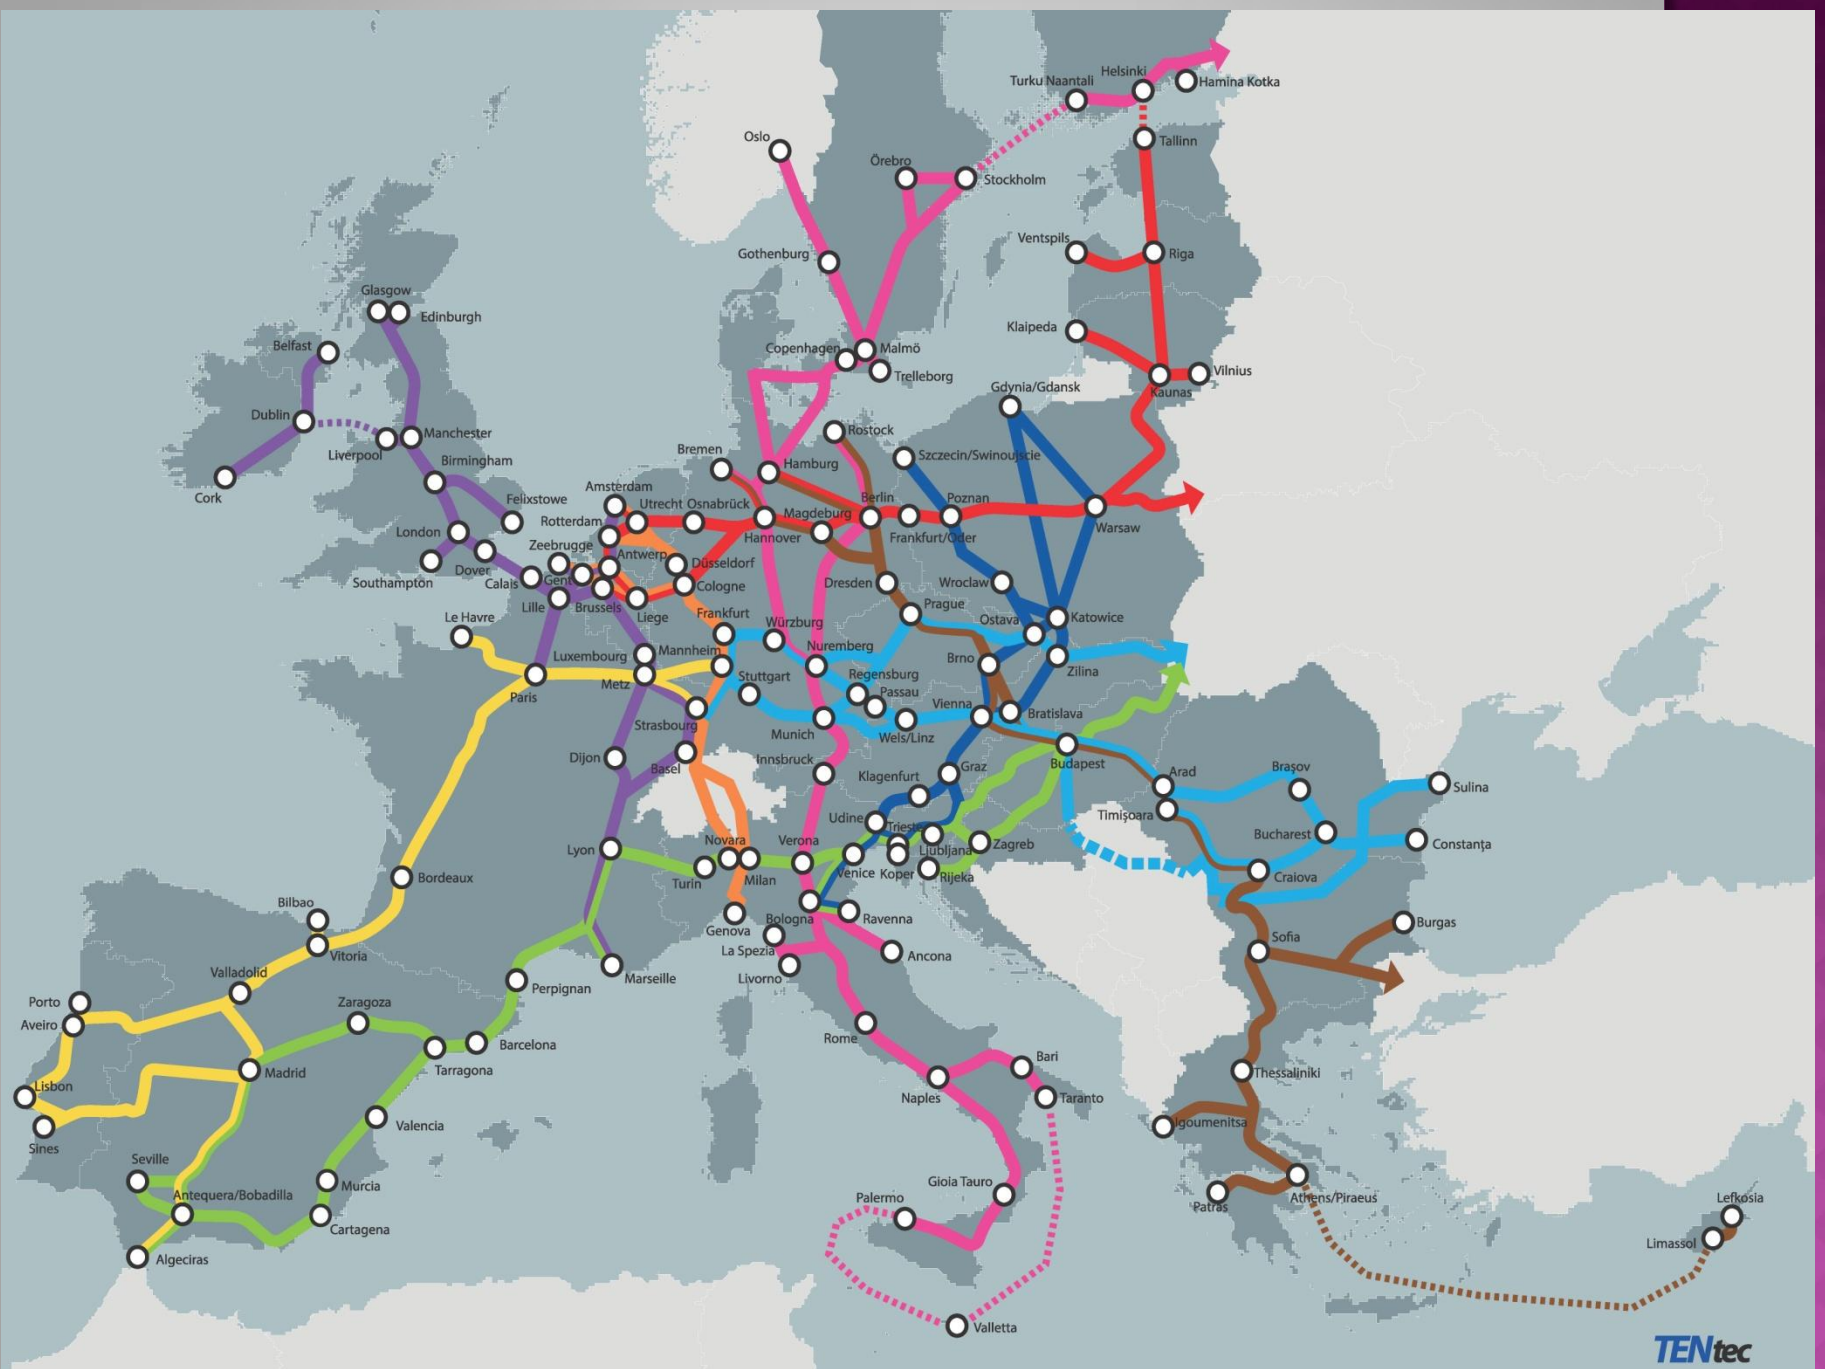 Helsinki
Turku Naantali
Hamina Kotka
Oslo
Tallinn
Örebro
Stockholm
Ventspils
Gothenburg
Riga
Glasgow
Edinburgh
Klaipeda
Belfast
Copenhagen
Malmö
Trelleborg
Vilnius
Gdynia/Gdansk
Kaunas
Dublin
Manchester
Rostock
Liverpool
Bremen
Szczecin/Swinoujscie
Birmingham
Hamburg
Cork
Amsterdam
Felixstowe
Utrecht
Osnabrück
Berlin
Poznan
Rotterdam
Magdeburg
London
Hannover
Frankfurt/Oder
Warsaw
Zeebrugge
Antwerp
Dover
Düsseldorf
Southampton
Calais
Gent
Dresden
Wroclaw
Cologne
Lille
Brussels
Liege
Le Havre
Frankfurt
Prague
Würzburg
Ostava
Katowice
Luxembourg
Mannheim
Nuremberg
Brno
Zilina
Paris
Metz
Stuttgart
Regensburg
Passau
Strasbourg
Vienna
Bratislava
Munich
Wels/Linz
Dijon
Basel
Innsbruck
Klagenfurt
Graz
Budapest
Arad
Braşov
Sulina
Udine
Trieste
Timişoara
Bucharest
Constanţa
Lyon
Novara
Verona
Ljubljana
Zagreb
Turin
Milan
Venice
Koper
Rijeka
Craiova
Bordeaux
Bilbao
Genova
Bologna
Ravenna
Burgas
Vitoria
La Spezia
Ancona
Sofia
Valladolid
Livorno
Marseille
Perpignan
Porto
Zaragoza
Aveiro
Rome
Barcelona
Bari
Madrid
Tarragona
Thessaliniki
Lisbon
Naples
Taranto
Valencia
Igoumenitsa
Sines
Seville
Murcia
Gioia Tauro
Antequera/Bobadilla
Palermo
Patras
Athens/Piraeus
Lefkosia
Cartagena
Limassol
Algeciras
Valletta
TENtec